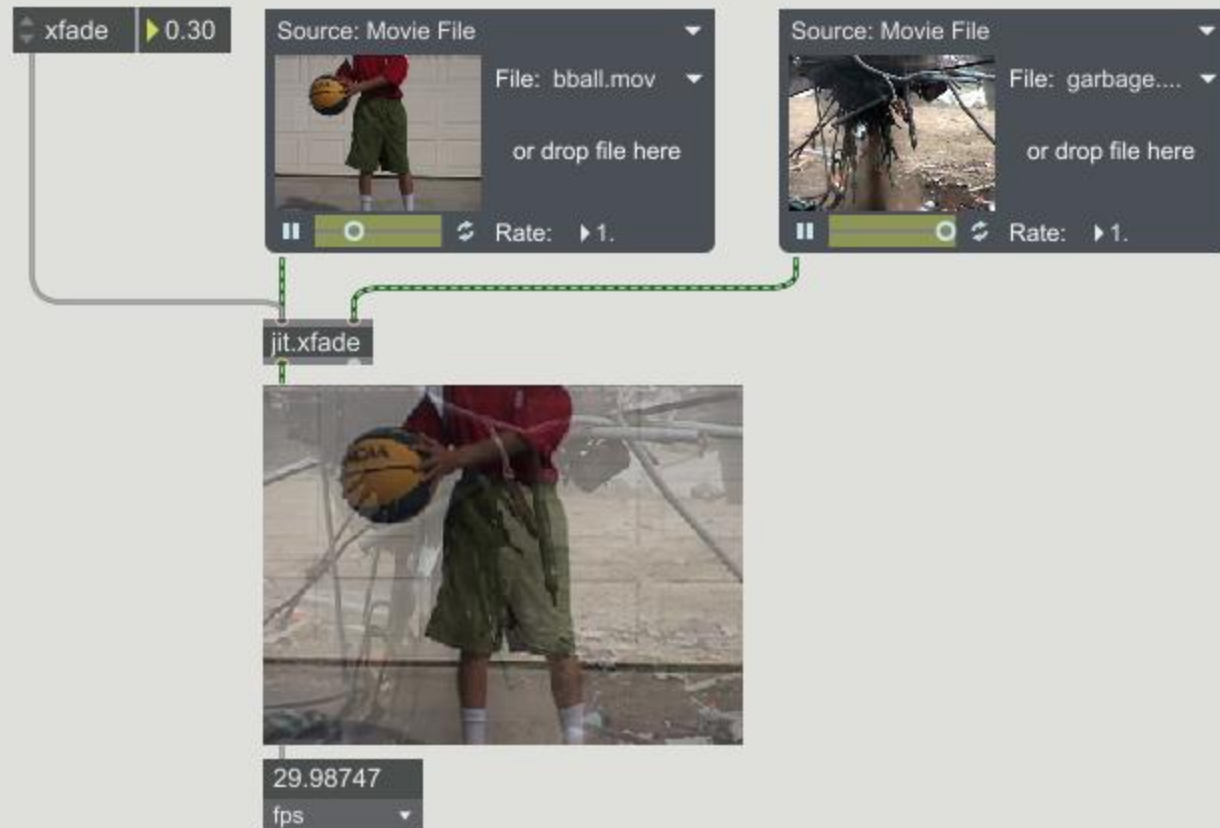 xfade 0.30
Source: Movie File
File: bball.mov
or drop file here
Rate: 1.
Source: Movie File
File: garbage....
or drop file here
Rate: 1.
jit.xfade
NCAA
29.98747
fps